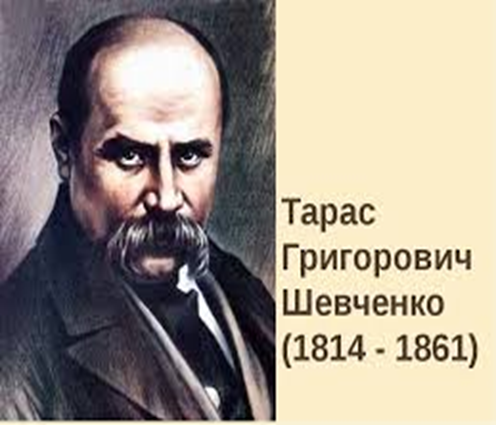 Тарас
Григорович
Шевченко
(1814 - 1861)